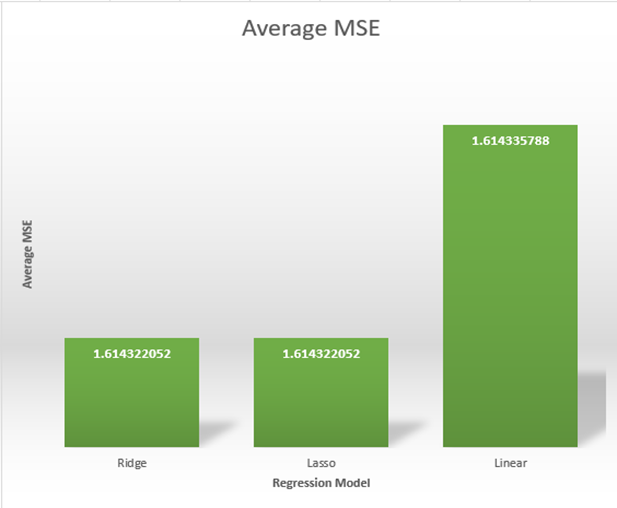 Average MSE
Average MSE
1.614322052
1.614322052
1.614335788
Ridge
Lasso
Linear
Regression Model